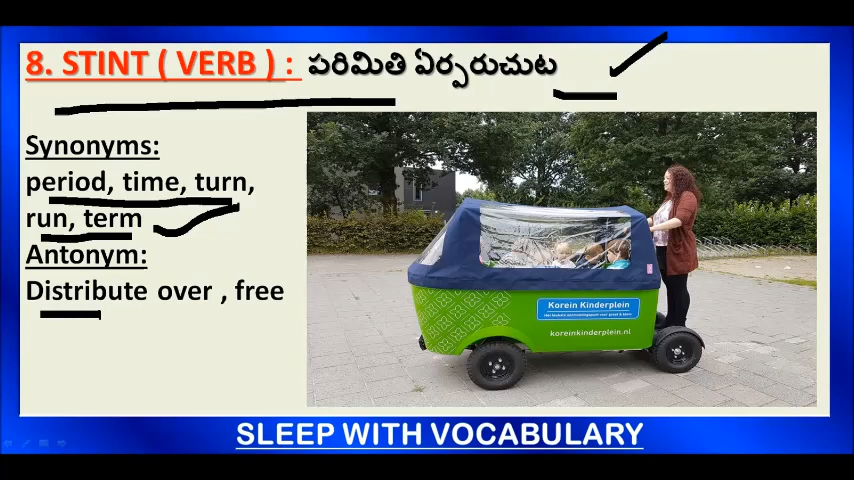 8. STINT ( VERB ) : పరిమితి ఏర్పరుచుట
Synonyms:
period, time, turn,
run, term
Antonym:
Distribute over , free
Korein Kinderplein
koreinkinderplein.nl
SLEEP WITH VOCABULARY